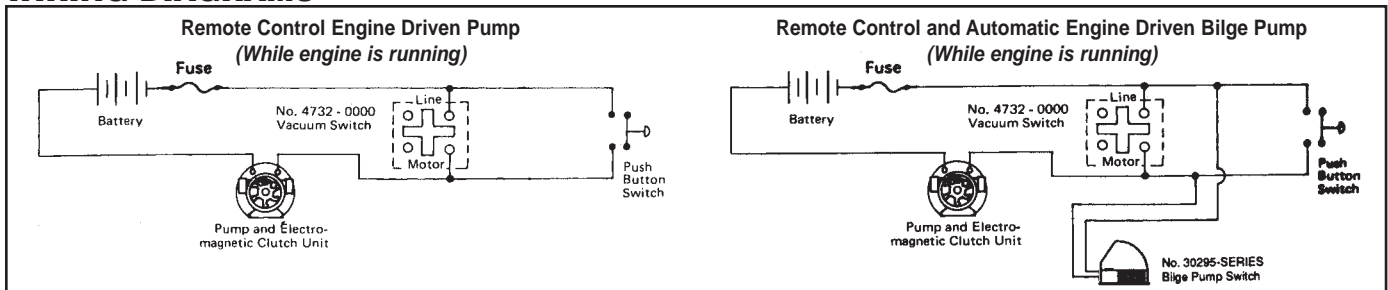 Remote Control Engine Driven Pump
(While engine is running)
Fuse
Battery
No. 4732 - 0000
Vacuum Switch
Line
Motor
Push
Button
Switch
Pump and Electro-
magnetic Clutch Unit
Remote Control and Automatic Engine Driven Bilge Pump
(While engine is running)
Fuse
Battery
No. 4732 - 0000
Vacuum Switch
Line
Motor
Push
Button
Switch
Pump and Electro-
magnetic Clutch Unit
No. 30295-SERIES
Bilge Pump Switch